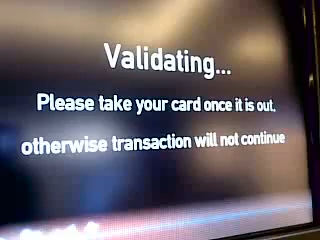 Validating...
Please take your card once it is out,
otherwise transaction will not continue